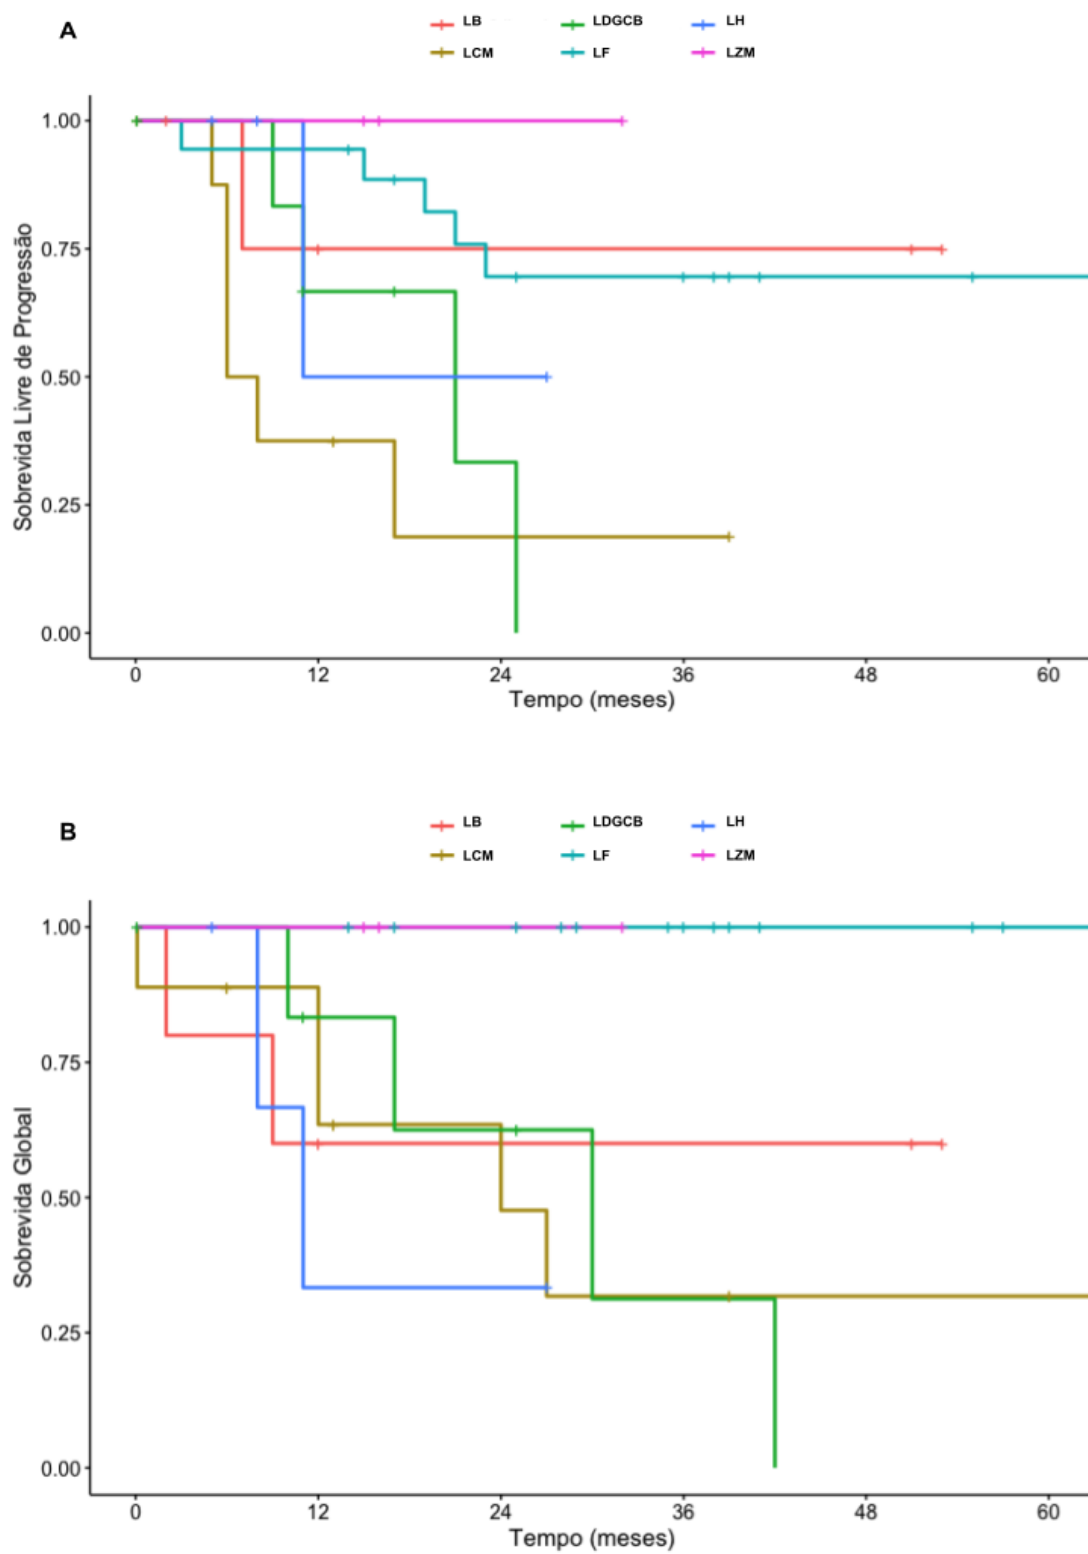 A
LB LDGCB LH
LCM LF LZM
1.00
0.75
0.50
0.25
0.00
Sobrevida Livre de Progressão
0 12 24 36 48 60
Tempo (meses)
B
LB LDGCB LH
LCM LF LZM
1.00
0.75
0.50
0.25
0.00
Sobrevida Global
0 12 24 36 48 60
Tempo (meses)